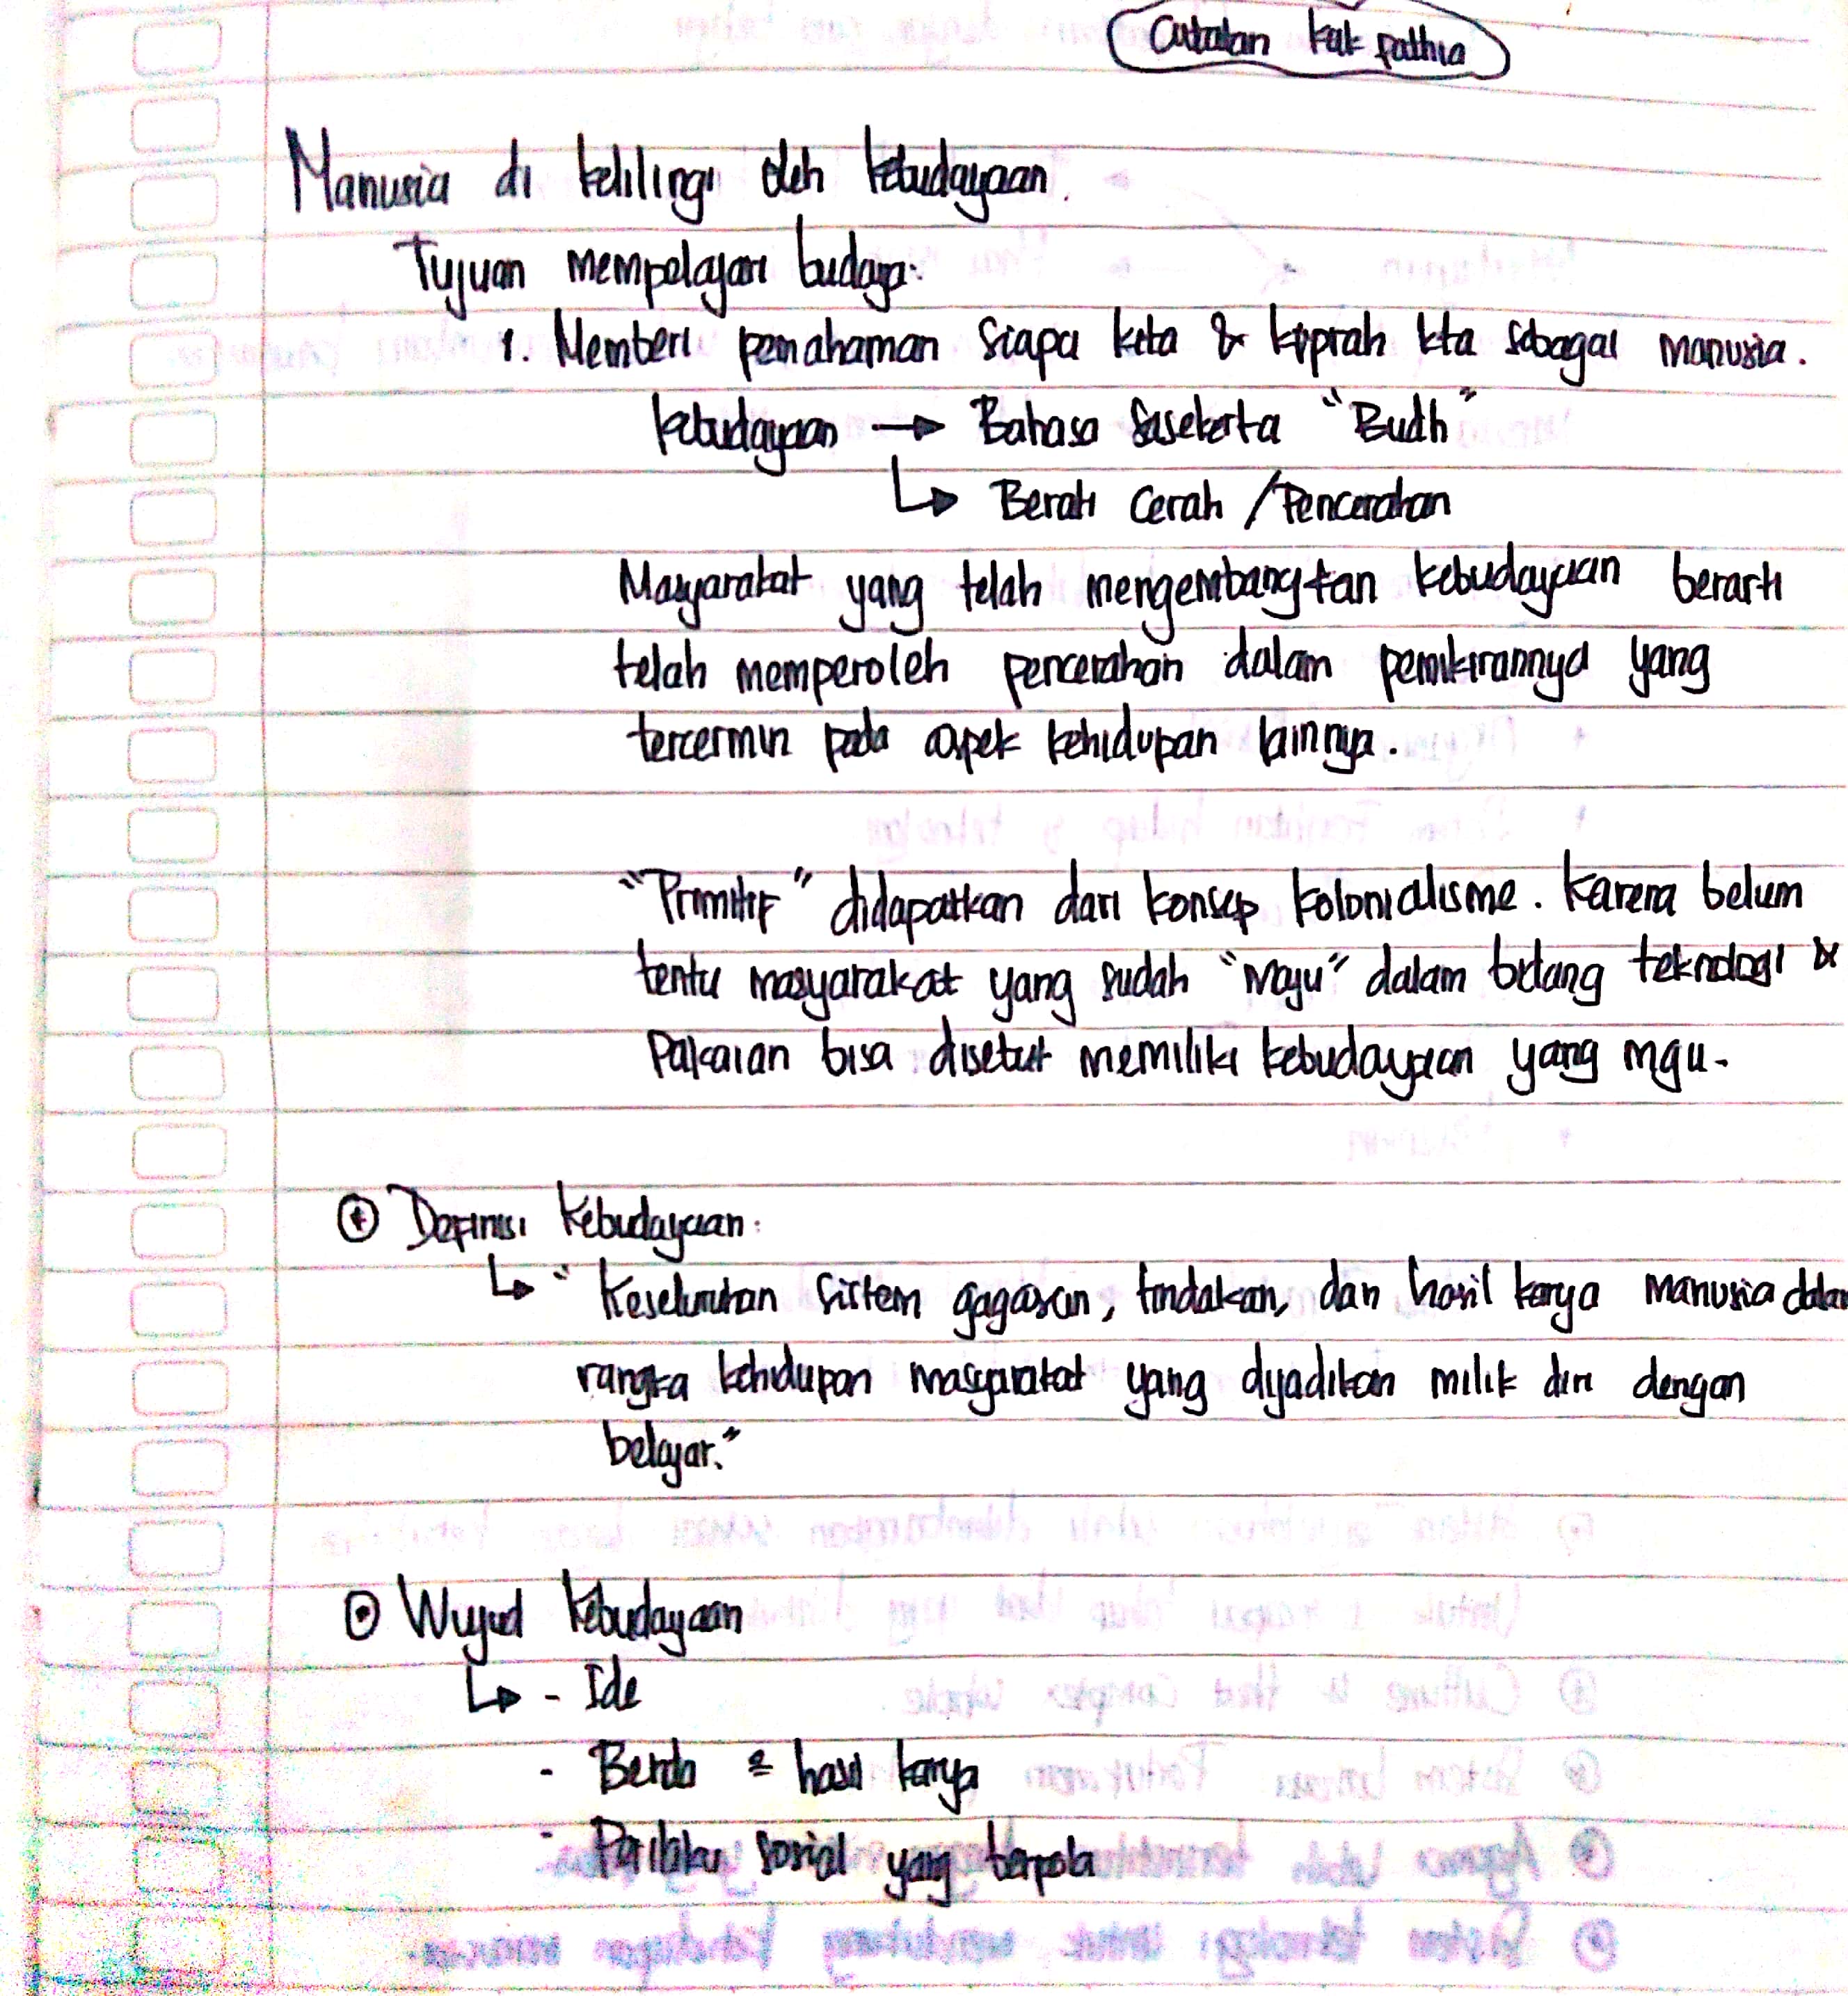 Catatan kak fathia
Manusia di kelilingi oleh kebudayaan.
Tujuan mempelajari budaya:
1. Memberi pemahaman siapa kita & kiprah kta sebagai manusia.
kebudayaan → Bahasa Sasekerta "Budh"
↳ Berarti Cerah / Pencerahan
Masyarakat yang telah mengembangkan kebudayaan berarti
telah memperoleh pencerahan dalam pemikirannya yang
tercermin pada aspek kehidupan lainnya.
"Primitif" didapatkan dari konsep kolonialisme. Karena belum
tentu masyarakat yang sudah "maju" dalam bidang teknologi &
Pakaian bisa disebut memiliki kebudayaan yang maju.
Definisi Kebudayaan:
↳ "Keseluruhan sistem gagasan, tindakan, dan hasil karya manusia dalam
rangka kehidupan masyarakat yang dijadikan milik diri dengan
belajar."
Wujud Kebudayaan
↳ - Ide
- Benda = hasil karya
- Perilaku sosial yang terpola